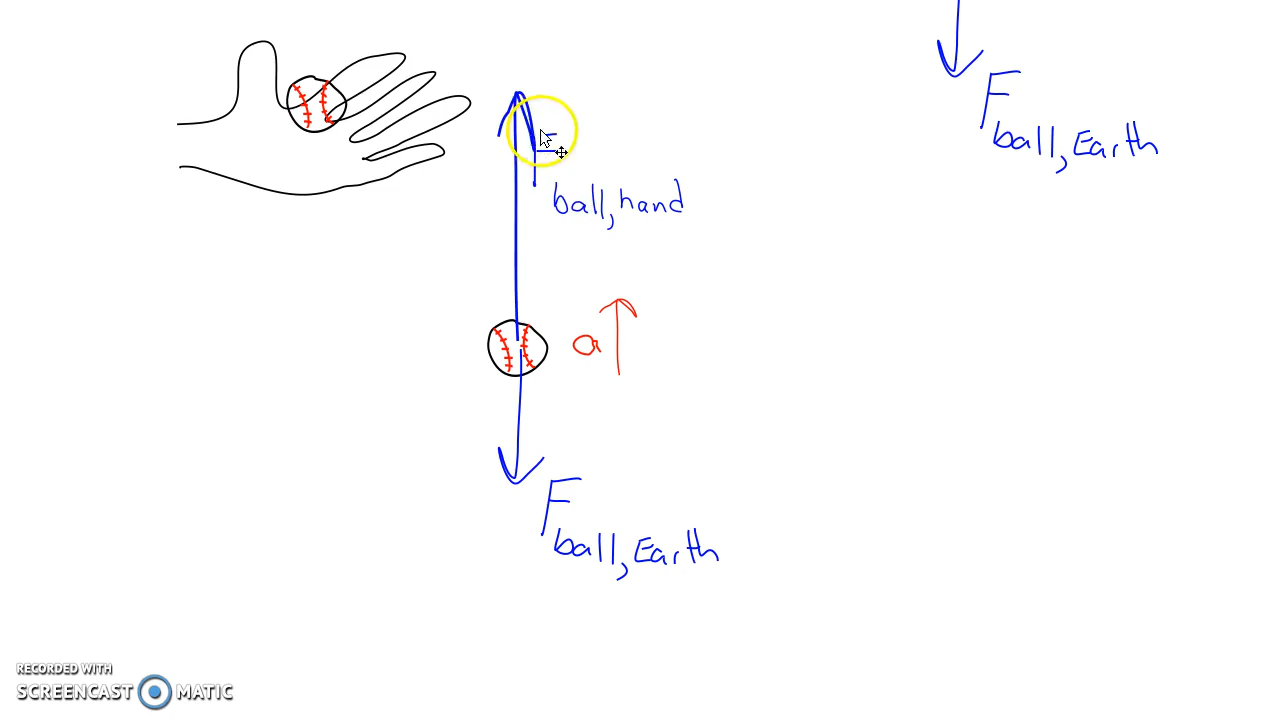 F
ball, Earth
F
ball, hand
a
F
ball, Earth
RECORDED WITH
SCREENCAST MATIC